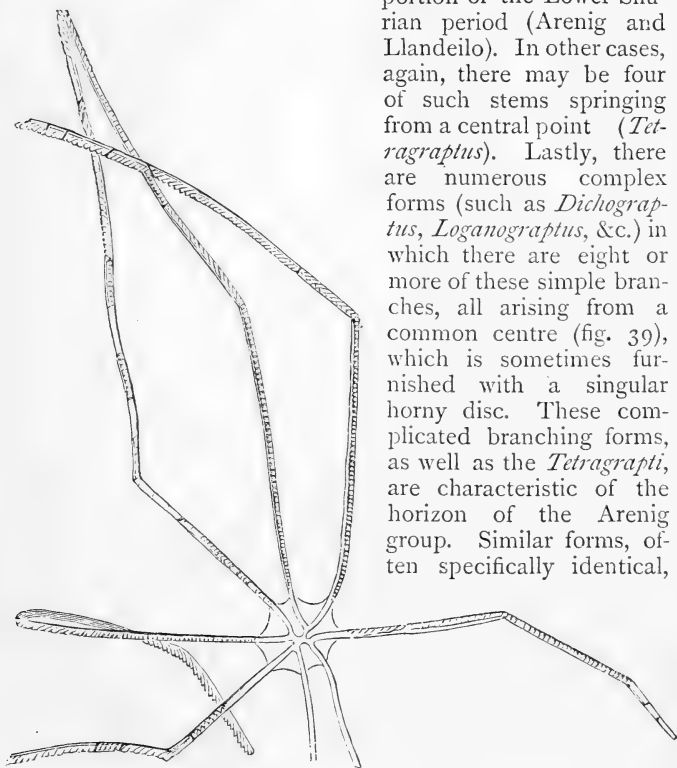 portion of the Lower Silu-
rian period (Arenig and
Llandeilo). In other cases,
again, there may be four
of such stems springing
from a central point (Tet-
ragraptus). Lastly, there
are numerous complex
forms (such as Dichograp-
tus, Loganograptus, &c.) in
which there are eight or
more of these simple bran-
ches, all arising from a
common centre (fig. 39),
which is sometimes fur-
nished with a singular
horny disc. These com-
plicated branching forms,
as well as the Tetragrapti,
are characteristic of the
horizon of the Arenig
group. Similar forms, of-
ten specifically identical,